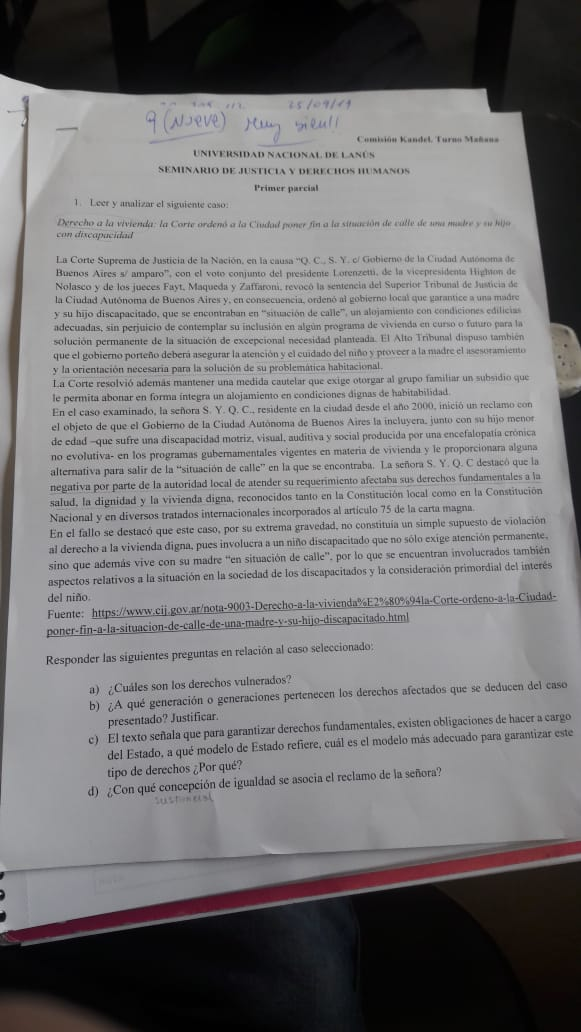 25/09/19
9 (Nueve) Muy bien!!
Comisión Kandel. Turno Mañana
UNIVERSIDAD NACIONAL DE LANÚS
SEMINARIO DE JUSTICIA Y DERECHOS HUMANOS
Primer parcial
1. Leer y analizar el siguiente caso:
Derecho a la vivienda: la Corte ordenó a la Ciudad poner fin a la situación de calle de una madre y su hijo
con discapacidad
La Corte Suprema de Justicia de la Nación, en la causa "Q. C., S. Y. c/ Gobierno de la Ciudad Autónoma de
Buenos Aires s/ amparo", con el voto conjunto del presidente Lorenzetti, de la vicepresidenta Highton de
Nolasco y de los jueces Fayt, Maqueda y Zaffaroni, revocó la sentencia del Superior Tribunal de Justicia de
la Ciudad Autónoma de Buenos Aires y, en consecuencia, ordenó al gobierno local que garantice a una madre
y su hijo discapacitado, que se encontraban en "situación de calle", un alojamiento con condiciones edilicias
adecuadas, sin perjuicio de contemplar su inclusión en algún programa de vivienda en curso o futuro para la
solución permanente de la situación de excepcional necesidad planteada. El Alto Tribunal dispuso también
que el gobierno porteño deberá asegurar la atención y el cuidado del niño y proveer a la madre el asesoramiento
y la orientación necesaria para la solución de su problemática habitacional.
La Corte resolvió además mantener una medida cautelar que exige otorgar al grupo familiar un subsidio que
le permita abonar en forma íntegra un alojamiento en condiciones dignas de habitabilidad.
En el caso examinado, la señora S. Y. Q. C., residente en la ciudad desde el año 2000, inició un reclamo con
el objeto de que el Gobierno de la Ciudad Autónoma de Buenos Aires la incluyera, junto con su hijo menor
de edad –que sufre una discapacidad motriz, visual, auditiva y social producida por una encefalopatía crónica
no evolutiva- en los programas gubernamentales vigentes en materia de vivienda y le proporcionara alguna
alternativa para salir de la "situación de calle" en la que se encontraba. La señora S. Y. Q. C destacó que la
negativa por parte de la autoridad local de atender su requerimiento afectaba sus derechos fundamentales a la
salud, la dignidad y la vivienda digna, reconocidos tanto en la Constitución local como en la Constitución
Nacional y en diversos tratados internacionales incorporados al artículo 75 de la carta magna.
En el fallo se destacó que este caso, por su extrema gravedad, no constituía un simple supuesto de violación
al derecho a la vivienda digna, pues involucra a un niño discapacitado que no sólo exige atención permanente,
sino que además vive con su madre "en situación de calle", por lo que se encuentran involucrados también
aspectos relativos a la situación en la sociedad de los discapacitados y la consideración primordial del interés
del niño.
Fuente: https://www.cij.gov.ar/nota-9003-Derecho-a-la-vivienda%E2%80%94la-Corte-ordeno-a-la-Ciudad-
poner-fin-a-la-situacion-de-calle-de-una-madre-y-su-hijo-discapacitado.html
Responder las siguientes preguntas en relación al caso seleccionado:
a) ¿Cuáles son los derechos vulnerados?
b) ¿A qué generación o generaciones pertenecen los derechos afectados que se deducen del caso
presentado? Justificar.
c) El texto señala que para garantizar derechos fundamentales, existen obligaciones de hacer a cargo
del Estado, a qué modelo de Estado refiere, cuál es el modelo más adecuado para garantizar este
tipo de derechos ¿Por qué?
d) ¿Con qué concepción de igualdad se asocia el reclamo de la señora?